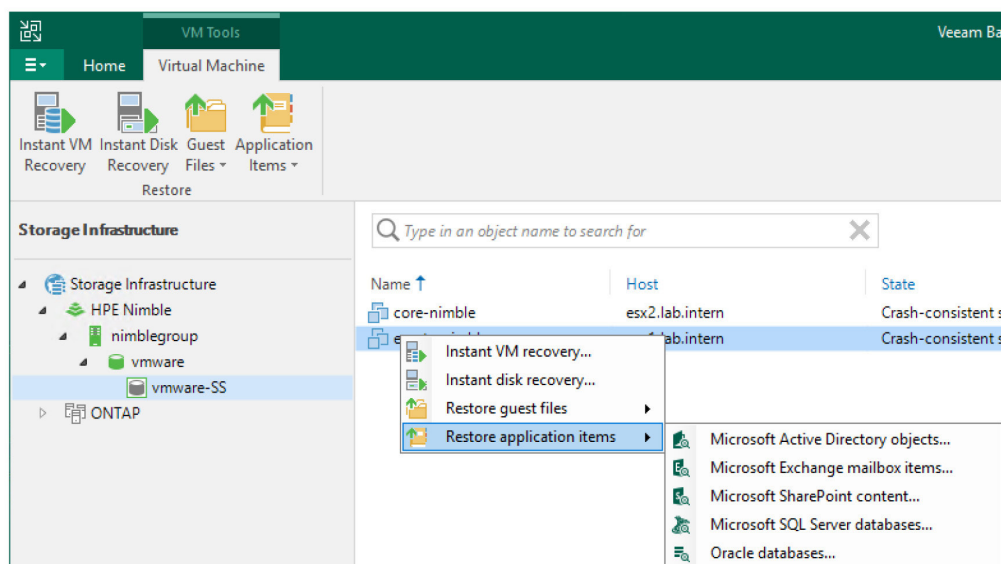 VM Tools
Veeam Ba
Home Virtual Machine
Instant VM Recovery
Instant Disk Recovery
Guest Files
Application Items
Restore
Storage Infrastructure
Type in an object name to search for
Storage Infrastructure
HPE Nimble
nimblegroup
vmware
vmware-SS
ONTAP
Name Host State
core-nimble esx2.lab.intern Crash-consistent s
Crash-consistent s
Instant VM recovery...
Instant disk recovery...
Restore guest files
Restore application items
Microsoft Active Directory objects...
Microsoft Exchange mailbox items...
Microsoft SharePoint content...
Microsoft SQL Server databases...
Oracle databases...